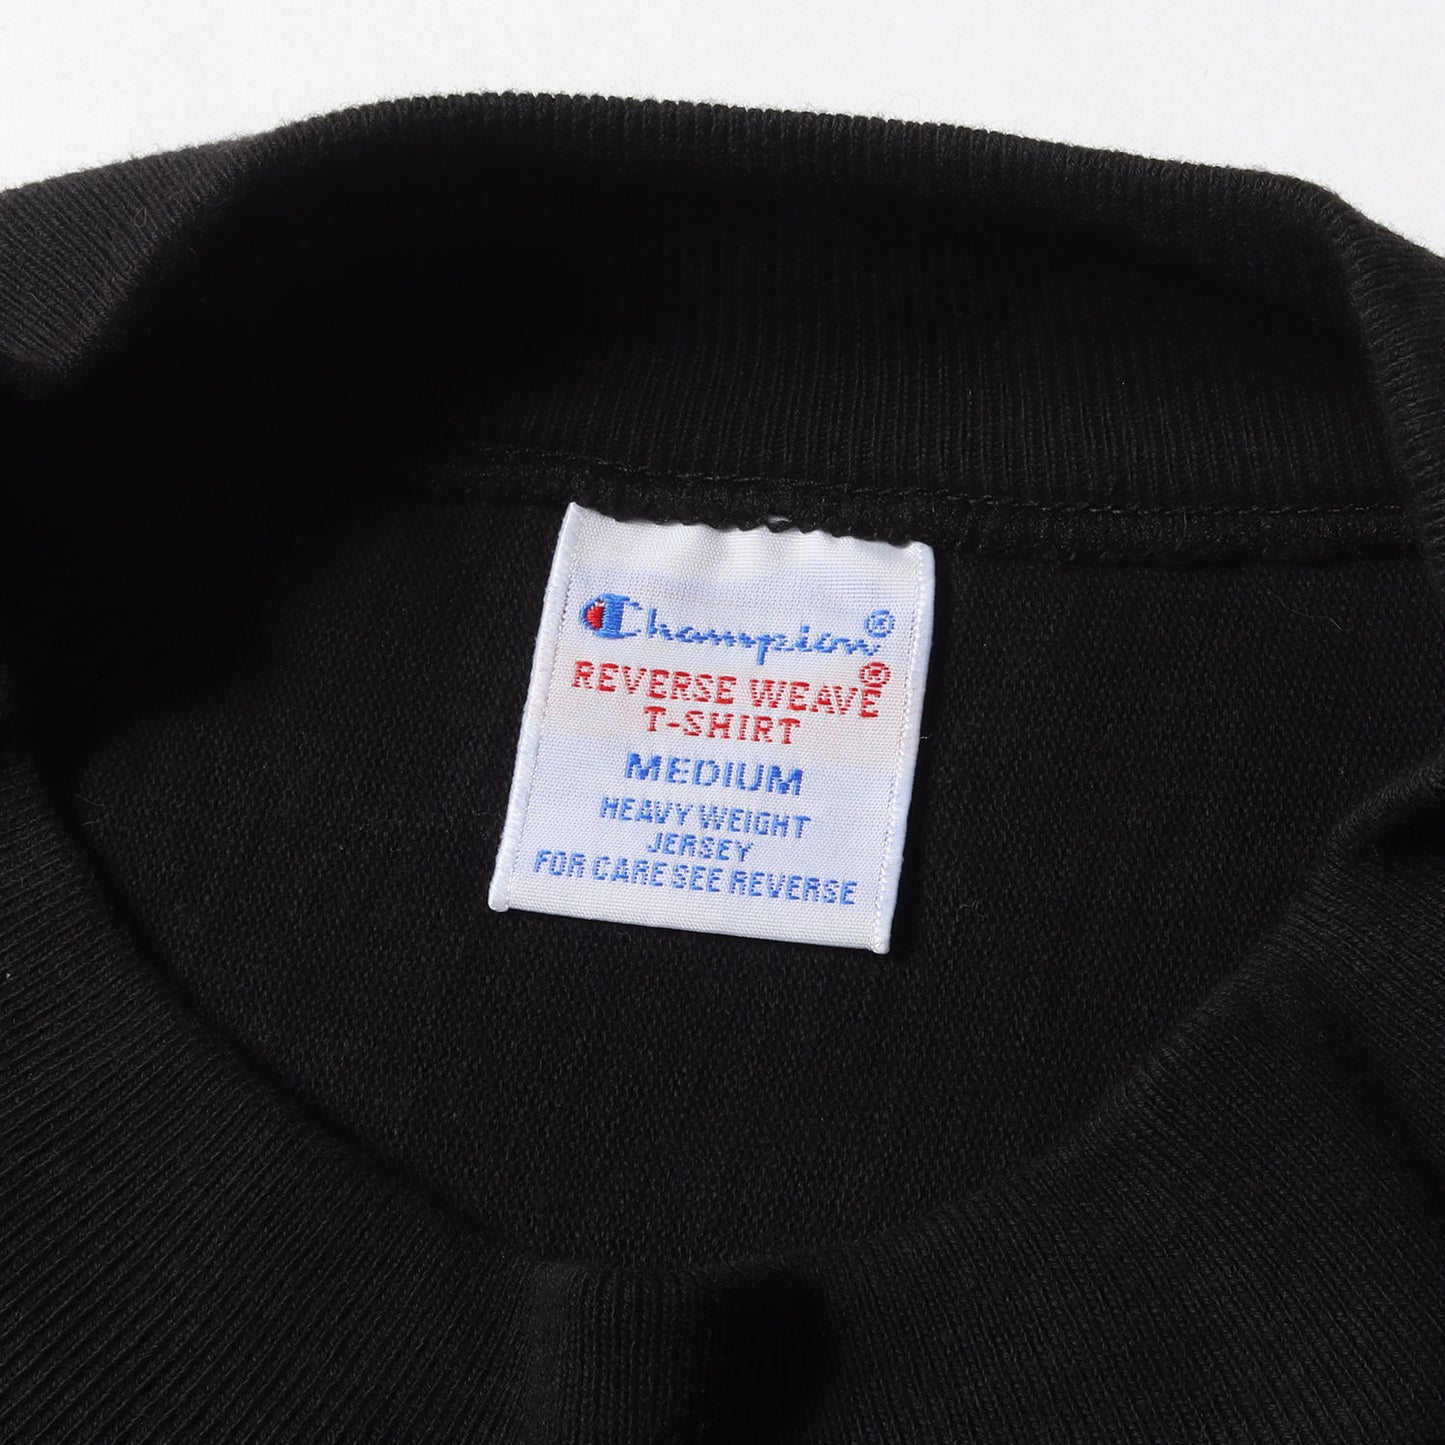 Champion®
REVERSE WEAVE®
T-SHIRT
MEDIUM
HEAVY WEIGHT
JERSEY
FOR CARE SEE REVERSE